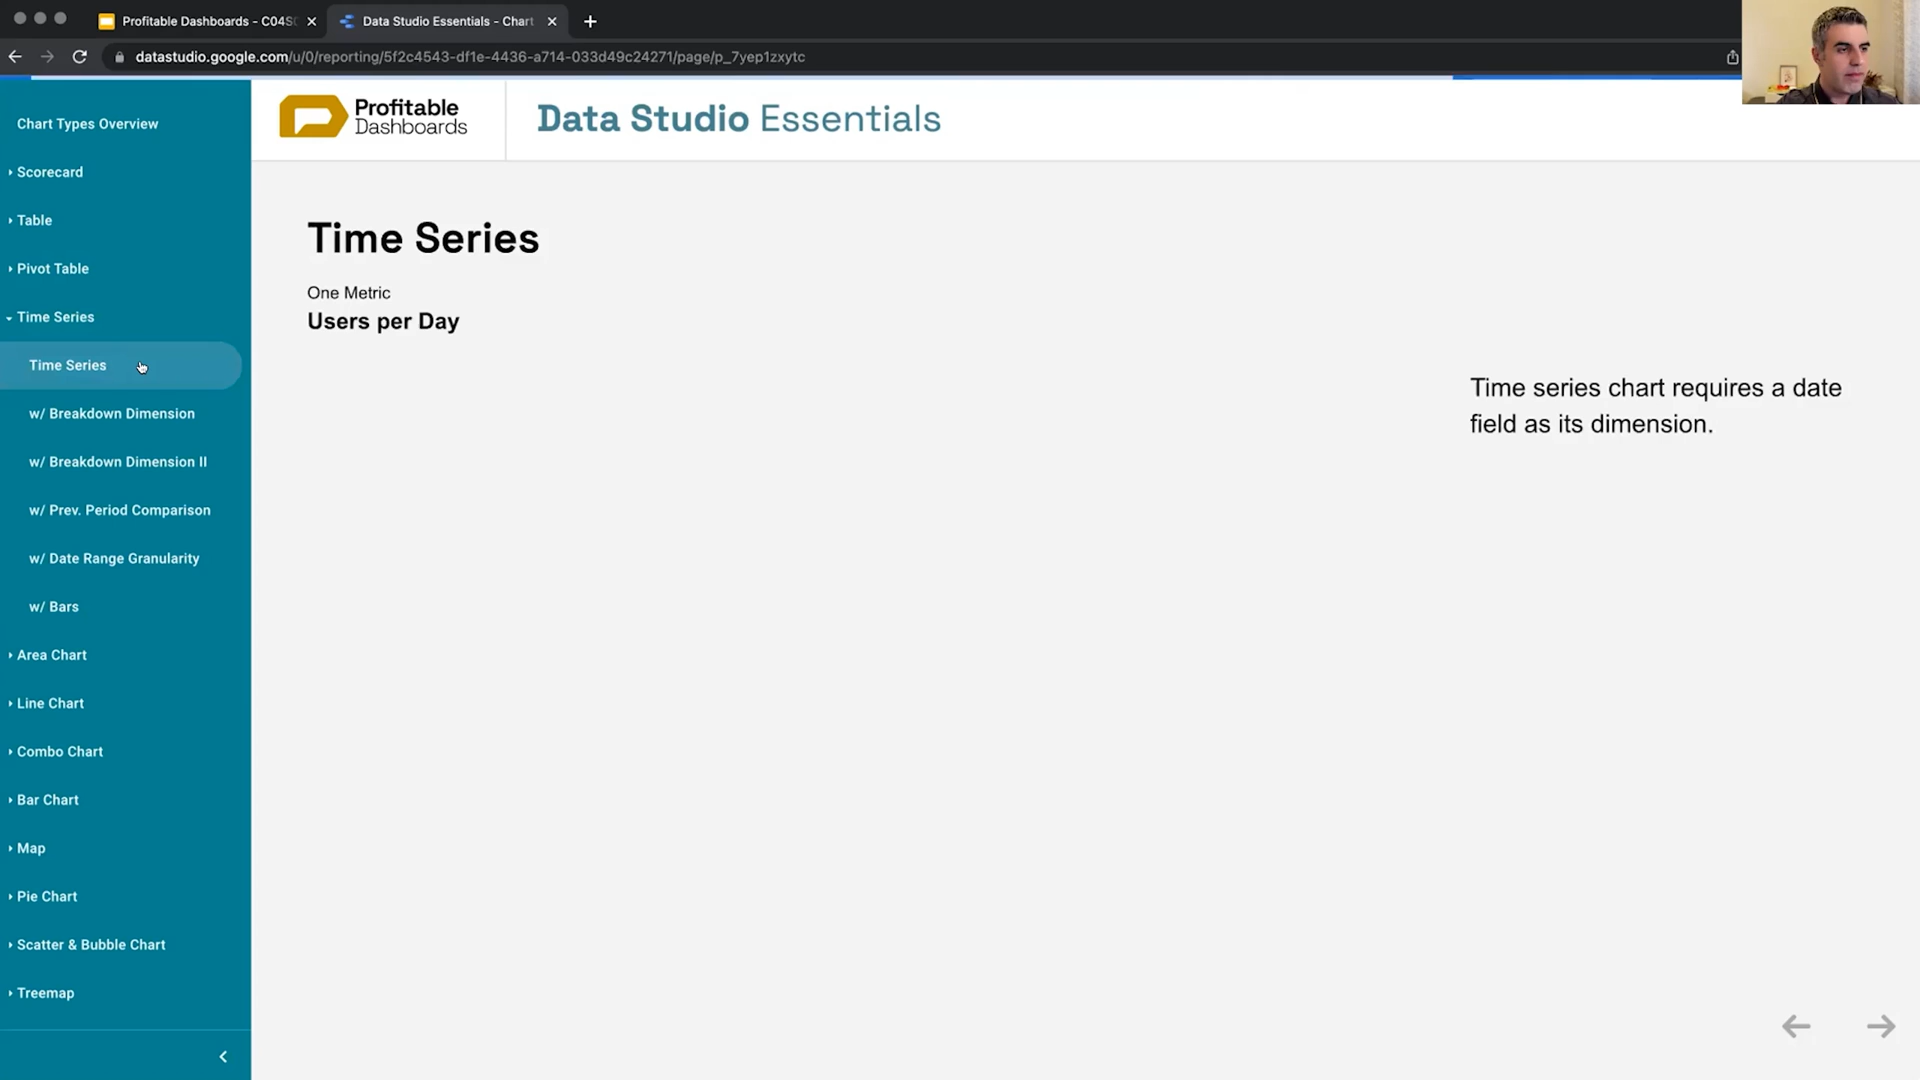 Profitable Dashboards - C04S
Data Studio Essentials - Chart
datastudio.google.com/u/0/reporting/5f2c4543-df1e-4436-a714-033d49c24271/page/p_7yep1zxytc
Chart Types Overview
Scorecard
Table
Pivot Table
Time Series
Time Series
w/ Breakdown Dimension
w/ Breakdown Dimension II
w/ Prev. Period Comparison
w/ Date Range Granularity
w/ Bars
Area Chart
Line Chart
Combo Chart
Bar Chart
Map
Pie Chart
Scatter & Bubble Chart
Treemap
Profitable
Dashboards
Data Studio Essentials
Time Series
One Metric
Users per Day
Time series chart requires a date
field as its dimension.